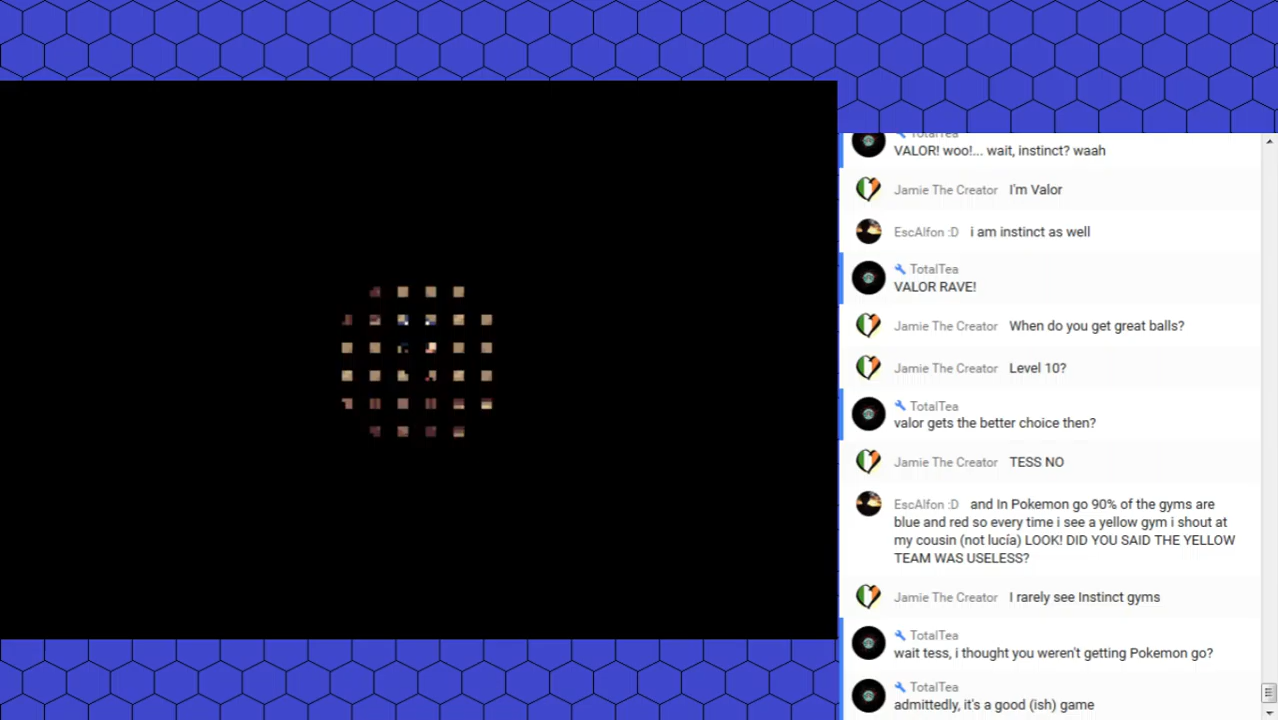 TotalTea
VALOR! woo!... wait, instinct? waah
Jamie The Creator I'm Valor
EscAlfon :D i am instinct as well
TotalTea
VALOR RAVE!
Jamie The Creator When do you get great balls?
Jamie The Creator Level 10?
TotalTea
valor gets the better choice then?
Jamie The Creator TESS NO
EscAlfon :D and In Pokemon go 90% of the gyms are
blue and red so every time i see a yellow gym i shout at
my cousin (not lucía) LOOK! DID YOU SAID THE YELLOW
TEAM WAS USELESS?
Jamie The Creator I rarely see Instinct gyms
TotalTea
wait tess, i thought you weren't getting Pokemon go?
TotalTea
admittedly, it's a good (ish) game